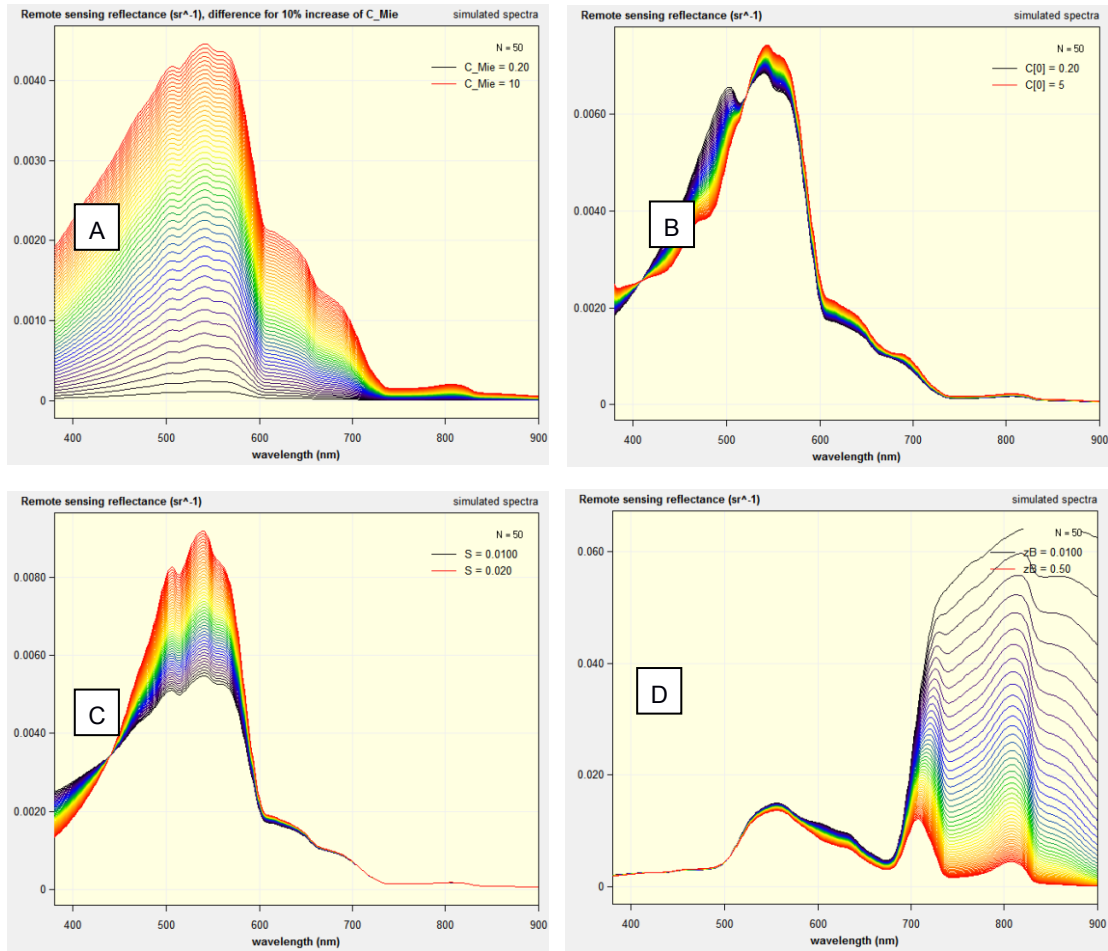 Remote sensing reflectance (sr^-1), difference for 10% increase of C_Mie simulated spectra
N = 50
C_Mie = 0.20
C_Mie = 10
0.0040
0.0030
A
0.0020
0.0010
0
400 500 600 700 800 900
wavelength (nm)
Remote sensing reflectance (sr^-1) simulated spectra
N = 50
C[0] = 0.20
C[0] = 5
0.0060
0.0040
B
0.0020
0
400 500 600 700 800 900
wavelength (nm)
Remote sensing reflectance (sr^-1) simulated spectra
N = 50
S = 0.0100
S = 0.020
0.0080
0.0060
0.0040
C
0.0020
0
400 500 600 700 800 900
wavelength (nm)
Remote sensing reflectance (sr^-1) simulated spectra
N = 50
zB = 0.0100
zB = 0.50
0.060
0.040
D
0.020
0
400 500 600 700 800 900
wavelength (nm)